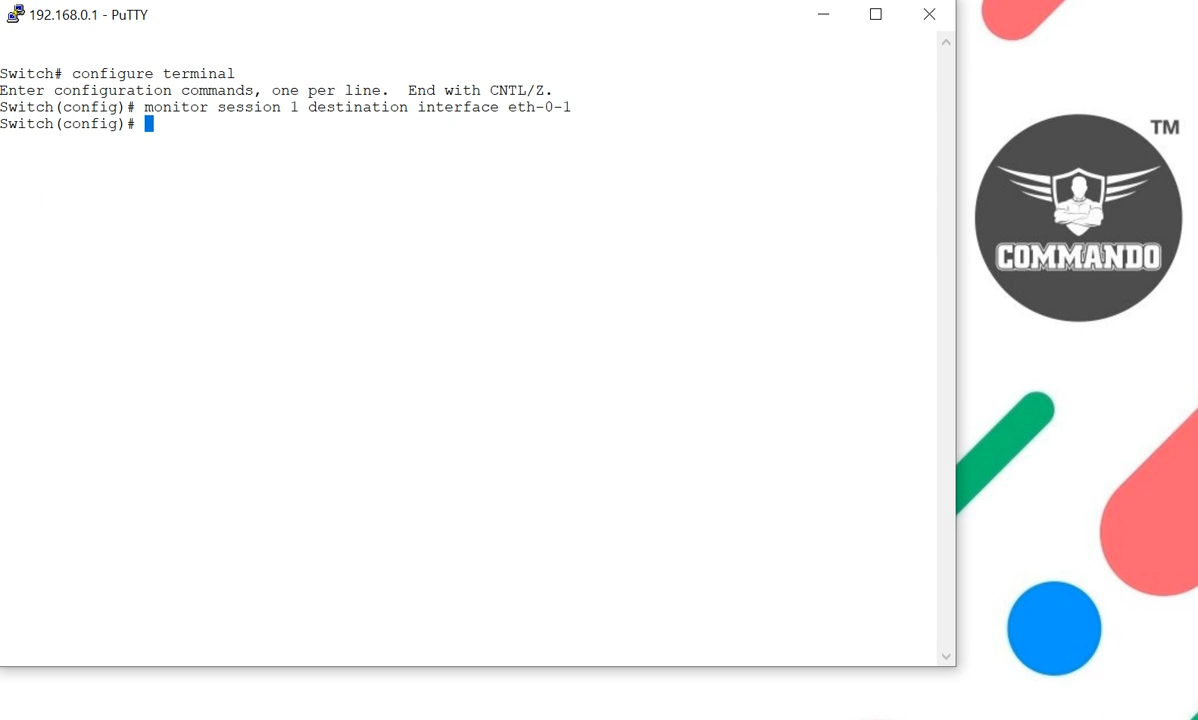 192.168.0.1 - PuTTY
Switch# configure terminal
Enter configuration commands, one per line.  End with CNTL/Z.
Switch(config)# monitor session 1 destination interface eth-0-1
Switch(config)#
TM
COMMANDO